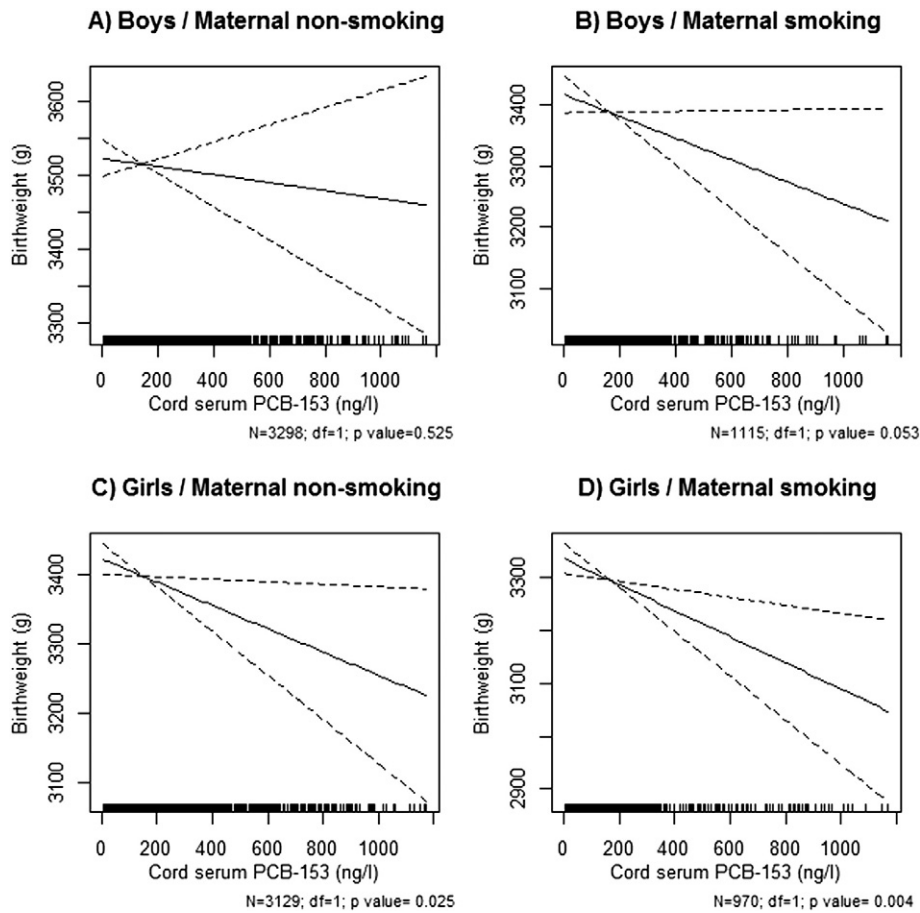 A) Boys / Maternal non-smoking
Birthweight (g)
3600
3500
3400
3300
0 200 400 600 800 1000
Cord serum PCB-153 (ng/l)
N=3298; df=1; p value=0.525
B) Boys / Maternal smoking
Birthweight (g)
3400
3300
3200
3100
0 200 400 600 800 1000
Cord serum PCB-153 (ng/l)
N=1115; df=1; p value= 0.053
C) Girls / Maternal non-smoking
Birthweight (g)
3400
3300
3200
3100
0 200 400 600 800 1000
Cord serum PCB-153 (ng/l)
N=3129; df=1; p value= 0.025
D) Girls / Maternal smoking
Birthweight (g)
3300
3100
2900
0 200 400 600 800 1000
Cord serum PCB-153 (ng/l)
N=970; df=1; p value= 0.004